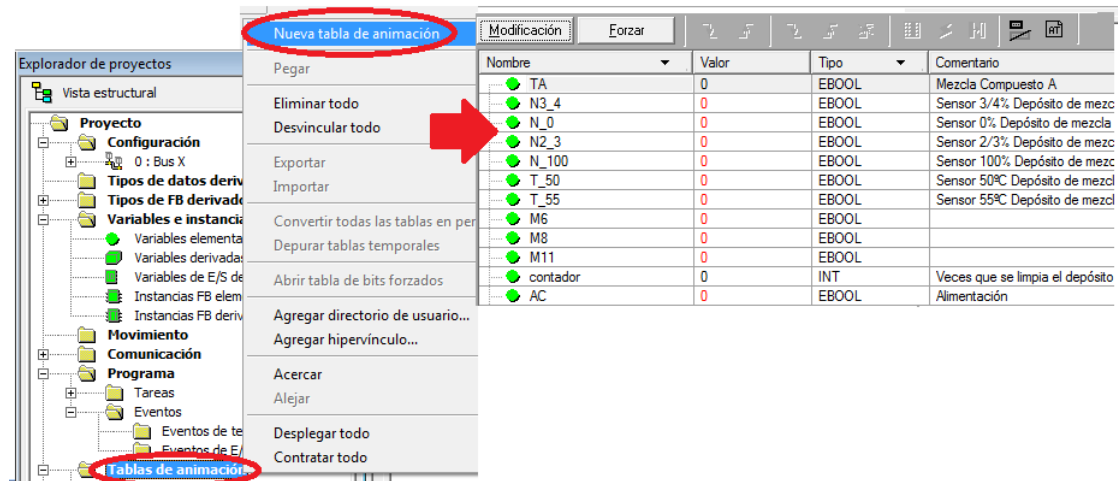 Explorador de proyectos
Vista estructural
Proyecto
Configuración
0 : Bus X
Tipos de datos deriv
Tipos de FB derivado
Variables e instancia
Variables elementa
Variables derivadas
Variables de E/S de
Instancias FB elem
Instancias FB deriv
Movimiento
Comunicación
Programa
Tareas
Eventos
Eventos de te
Eventos de E/
Tablas de animación
Nueva tabla de animación
Pegar
Eliminar todo
Desvincular todo
Exportar
Importar
Convertir todas las tablas en per
Depurar tablas temporales
Abrir tabla de bits forzados
Agregar directorio de usuario...
Agregar hipervínculo...
Acercar
Alejar
Desplegar todo
Contratar todo
Modificación Forzar
Nombre Valor Tipo Comentario
TA 0 EBOOL Mezcla Compuesto A
N3_4 0 EBOOL Sensor 3/4% Depósito de mezc
N_0 0 EBOOL Sensor 0% Depósito de mezcla
N2_3 0 EBOOL Sensor 2/3% Depósito de mezc
N_100 0 EBOOL Sensor 100% Depósito de mezc
T_50 0 EBOOL Sensor 50ºC Depósito de mezcl
T_55 0 EBOOL Sensor 55ºC Depósito de mezcl
M6 0 EBOOL
M8 0 EBOOL
M11 0 EBOOL
contador 0 INT Veces que se limpia el depósito
AC 0 EBOOL Alimentación